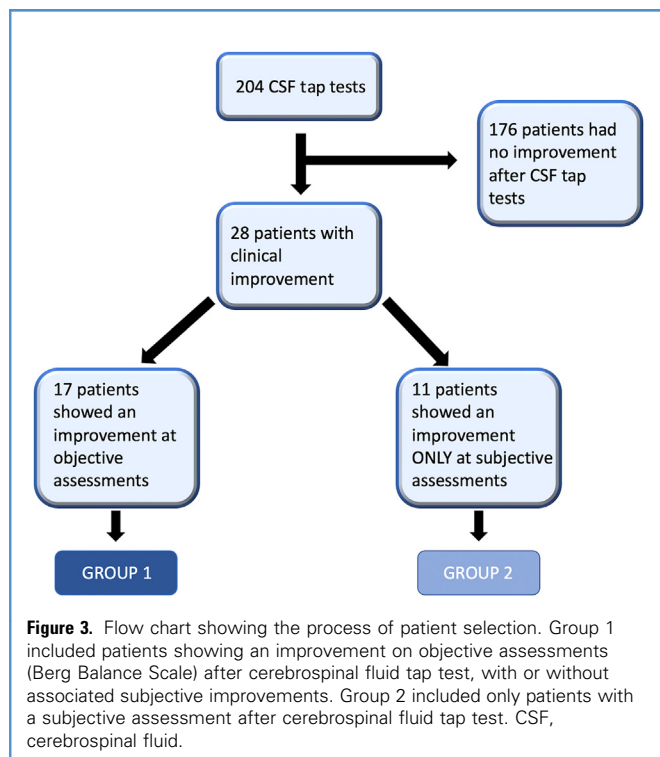 204 CSF tap tests
176 patients had
no improvement
after CSF tap
tests
28 patients with
clinical
improvement
17 patients
showed an
improvement at
objective
assessments
11 patients
showed an
improvement
ONLY at subjective
assessments
GROUP 1
GROUP 2
Figure 3. Flow chart showing the process of patient selection. Group 1
included patients showing an improvement on objective assessments
(Berg Balance Scale) after cerebrospinal fluid tap test, with or without
associated subjective improvements. Group 2 included only patients with
a subjective assessment after cerebrospinal fluid tap test. CSF,
cerebrospinal fluid.